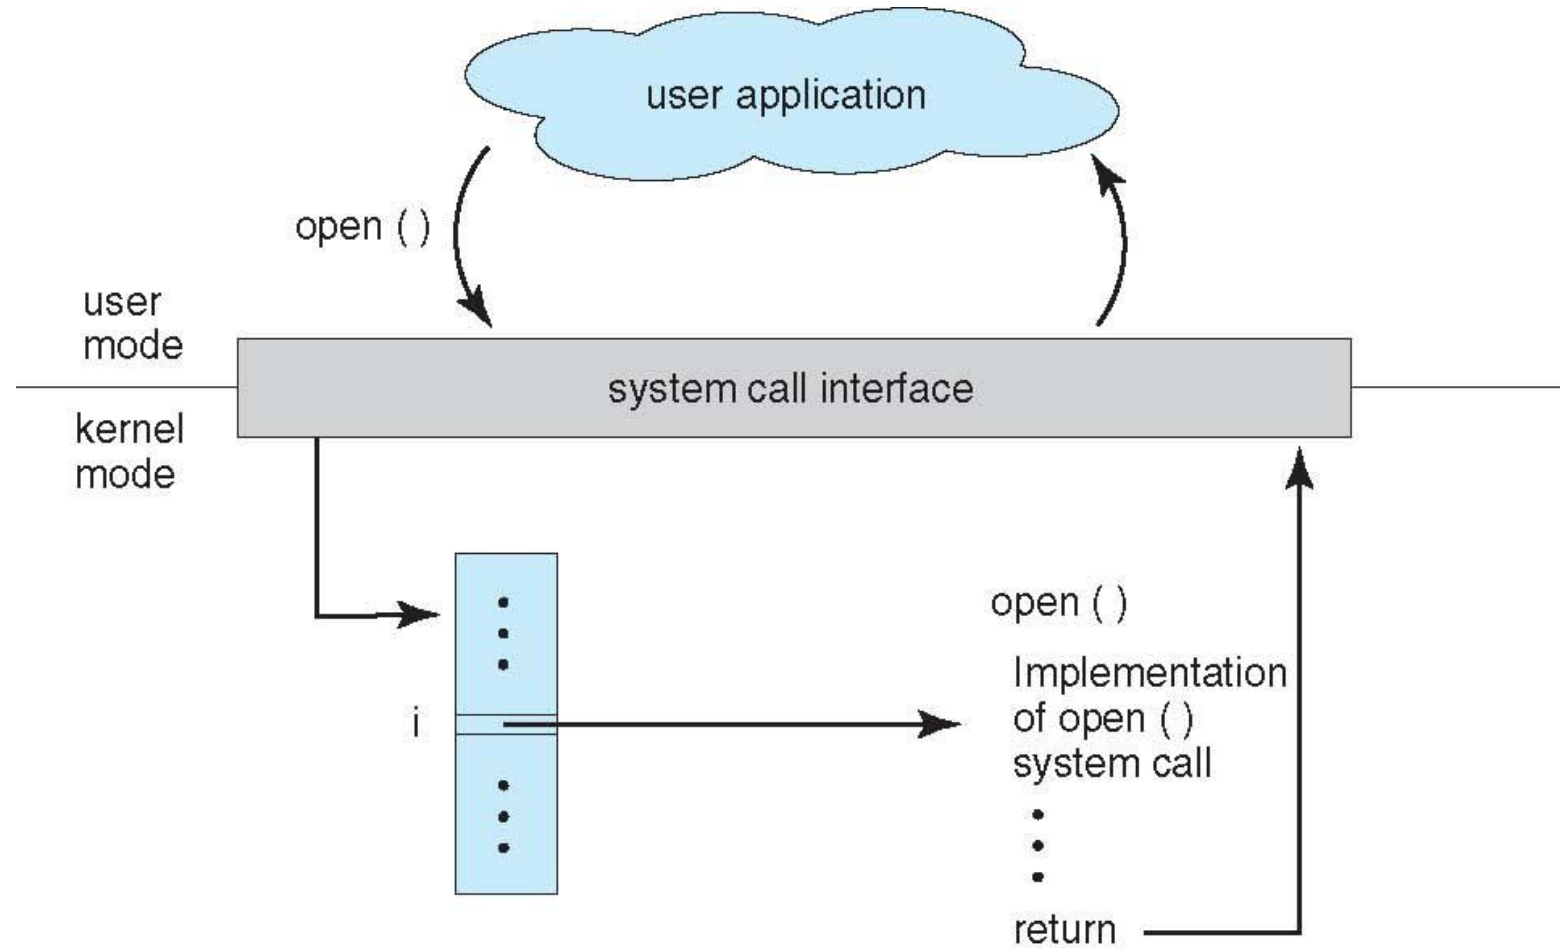 user application
open ( )
user
mode
system call interface
kernel
mode
open ( )
Implementation
of open ( )
system call
i
return